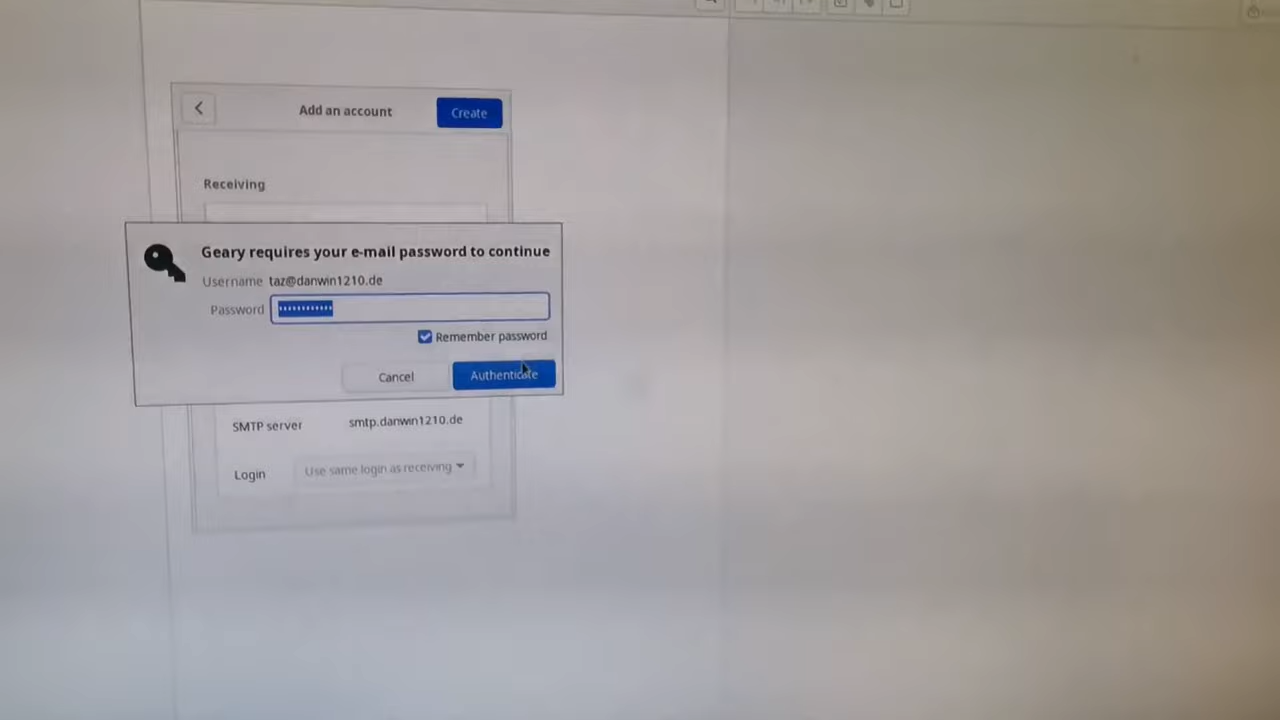 Add an account
Create
Receiving
Geary requires your e-mail password to continue
Username taz@danwin1210.de
Password ••••••••••••
Remember password
Cancel
Authenticate
SMTP server smtp.danwin1210.de
Login Use same login as receiving